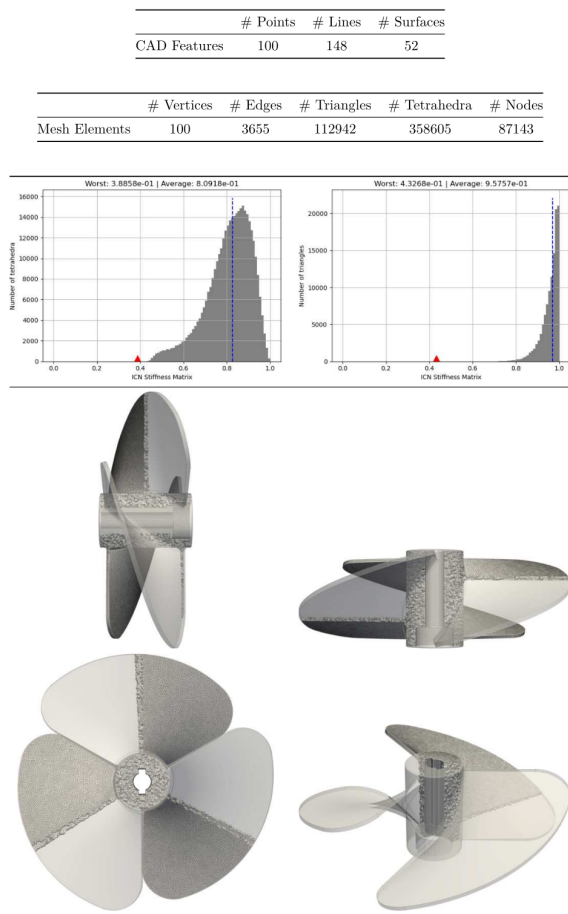 # Points # Lines # Surfaces
CAD Features 100 148 52
# Vertices # Edges # Triangles # Tetrahedra # Nodes
Mesh Elements 100 3655 112942 358605 87143
Worst: 3.8858e-01 | Average: 8.0918e-01
Number of tetrahedra
16000
14000
12000
10000
8000
6000
4000
2000
0
0.0 0.2 0.4 0.6 0.8 1.0
ICN Stiffness Matrix
Worst: 4.3268e-01 | Average: 9.5757e-01
Number of triangles
20000
15000
10000
5000
0
0.0 0.2 0.4 0.6 0.8 1.0
ICN Stiffness Matrix